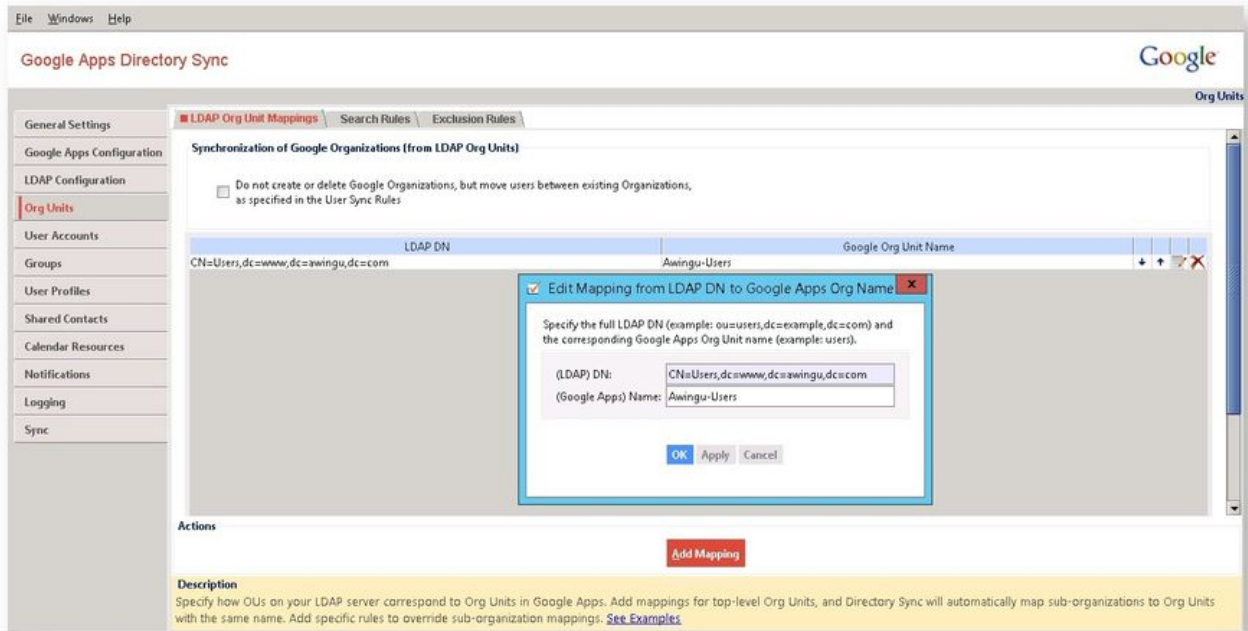 File Windows Help
Google Apps Directory Sync
Google
Org Units
General Settings
Google Apps Configuration
LDAP Configuration
Org Units
User Accounts
Groups
User Profiles
Shared Contacts
Calendar Resources
Notifications
Logging
Sync
LDAP Org Unit Mappings Search Rules Exclusion Rules
Synchronization of Google Organizations (from LDAP Org Units)
Do not create or delete Google Organizations, but move users between existing Organizations,
as specified in the User Sync Rules
LDAP DN Google Org Unit Name
CN=Users,dc=www,dc=awingu,dc=com Awingu-Users
Edit Mapping from LDAP DN to Google Apps Org Name
Specify the full LDAP DN (example: ou=users,dc=example,dc=com) and
the corresponding Google Apps Org Unit name (example: users).
(LDAP) DN: CN=Users,dc=www,dc=awingu,dc=com
(Google Apps) Name: Awingu-Users
OK Apply Cancel
Actions
Add Mapping
Description
Specify how OUs on your LDAP server correspond to Org Units in Google Apps. Add mappings for top-level Org Units, and Directory Sync will automatically map sub-organizations to Org Units
with the same name. Add specific rules to override sub-organization mappings. See Examples